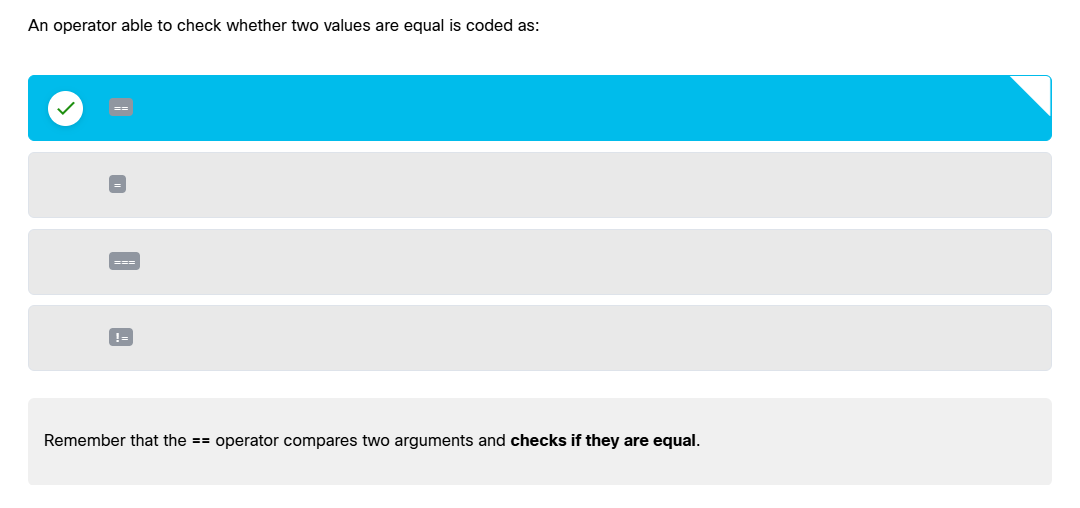 An operator able to check whether two values are equal is coded as:
==
=
===
!=
Remember that the == operator compares two arguments and checks if they are equal.